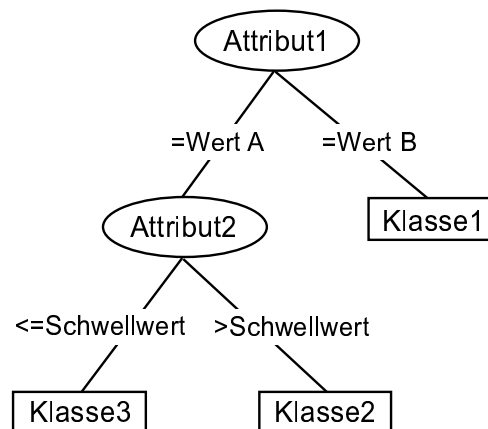 Attribut1
=Wert A
=Wert B
Klasse1
Attribut2
<=Schwellwert
>Schwellwert
Klasse3
Klasse2